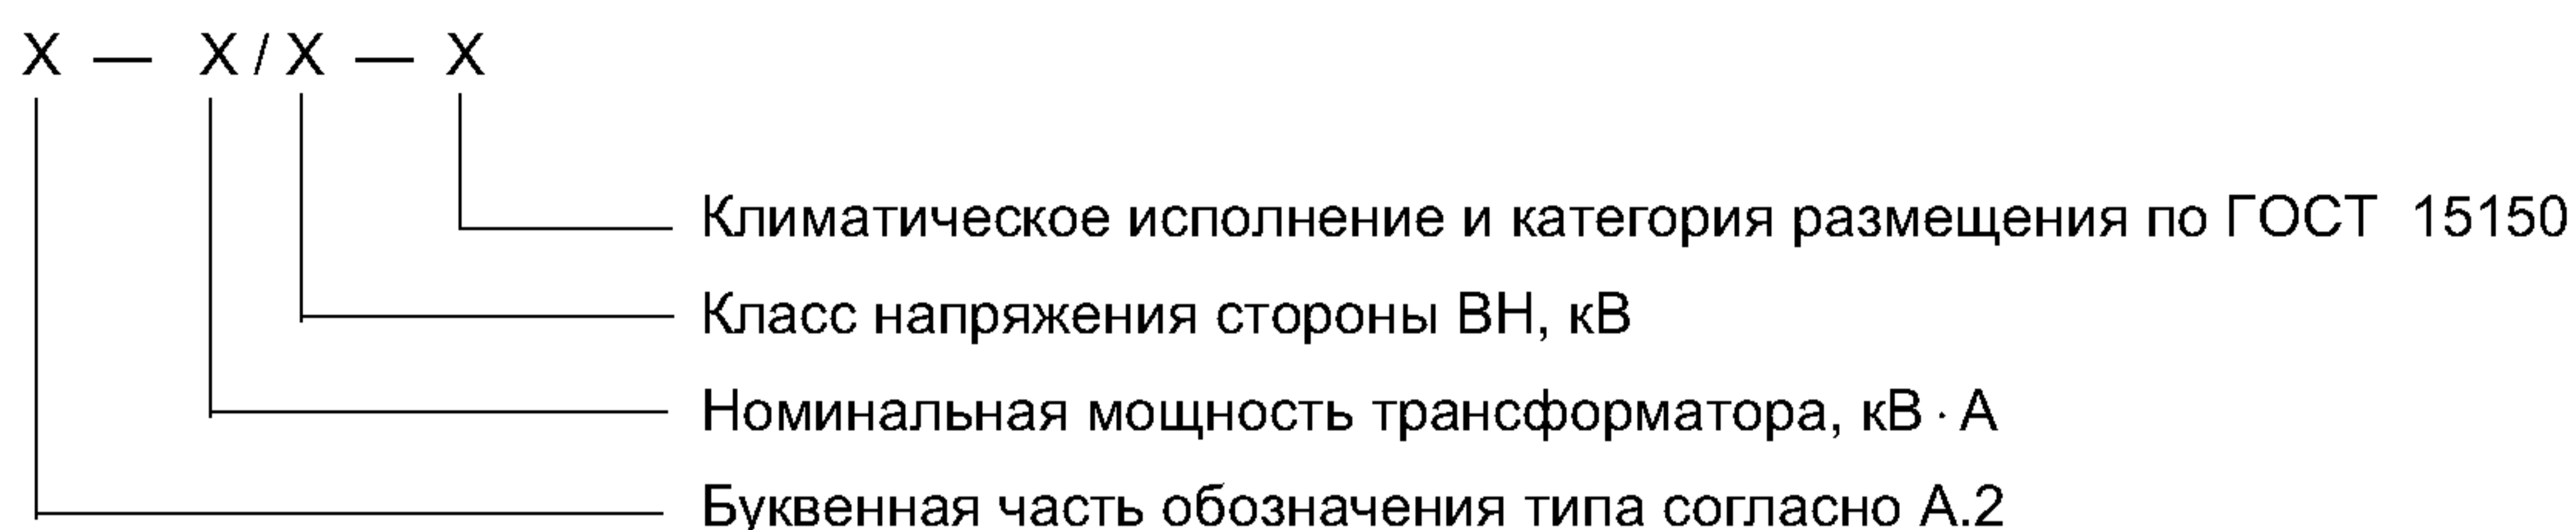 Х — Х / Х — Х
Климатическое исполнение и категория размещения по ГОСТ 15150
Класс напряжения стороны ВН, кВ
Номинальная мощность трансформатора, кВ · А
Буквенная часть обозначения типа согласно А.2